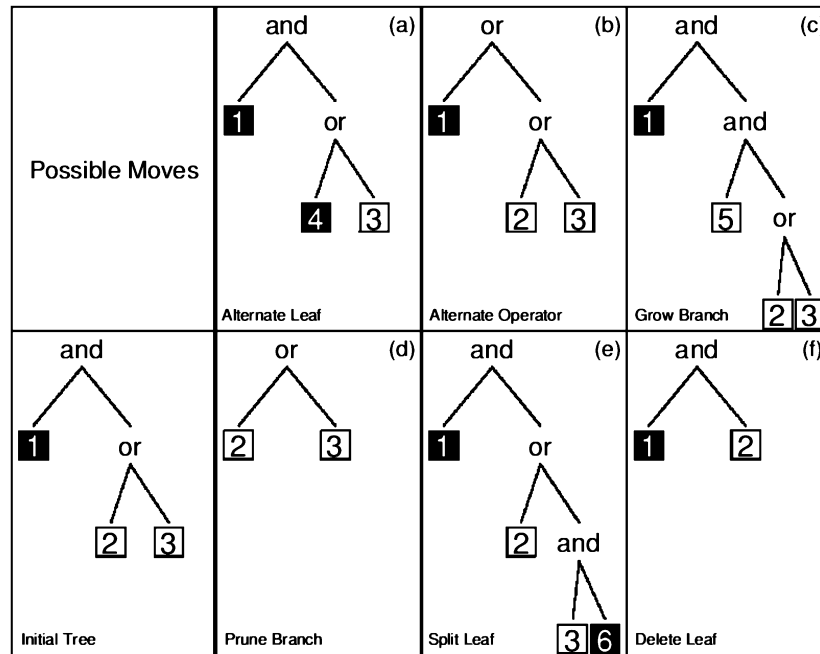 Possible Moves
and (a)
1 or
4 3
Alternate Leaf
or (b)
1 or
2 3
Alternate Operator
and (c)
1 and
5 or
2 3
Grow Branch
and
1 or
2 3
Initial Tree
or (d)
2 3
Prune Branch
and (e)
1 or
2 and
3 6
Split Leaf
and (f)
1 2
Delete Leaf